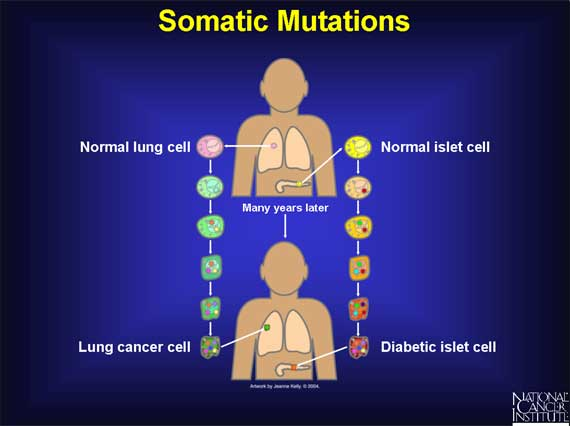 Somatic Mutations
Normal lung cell
Normal islet cell
Many years later
Lung cancer cell
Diabetic islet cell
Artwork by Jeanne Kelly, © 2004.
NATIONAL
CANCER
INSTITUTE